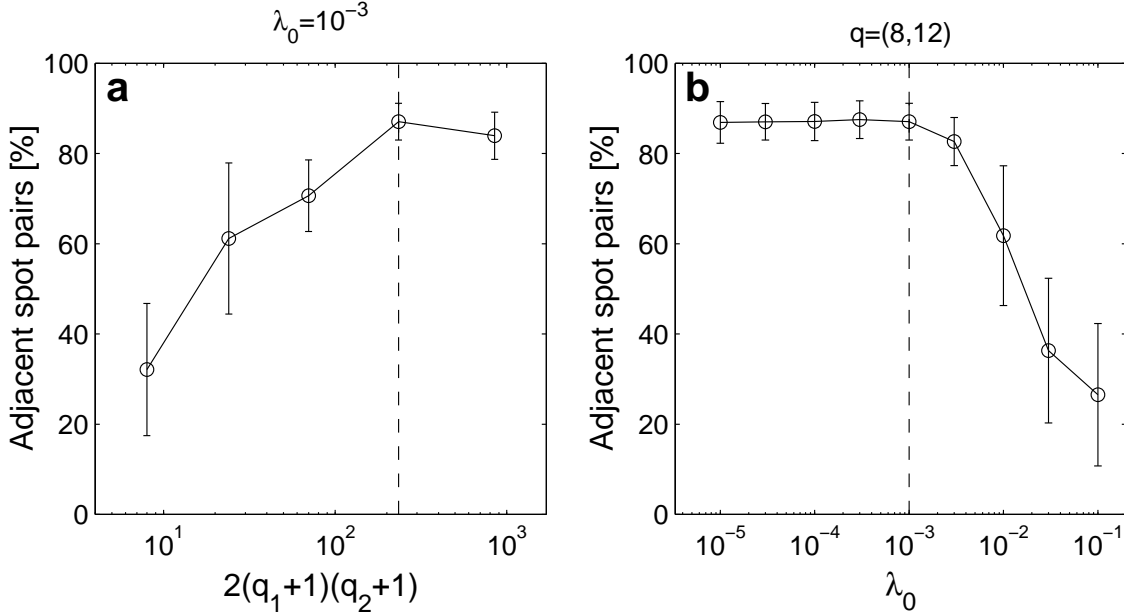 λ₀=10⁻³
a
Adjacent spot pairs [%]
100
80
60
40
20
0
10¹ 10² 10³
2(q₁+1)(q₂+1)
q=(8,12)
b
Adjacent spot pairs [%]
100
80
60
40
20
0
10⁻⁵ 10⁻⁴ 10⁻³ 10⁻² 10⁻¹
λ₀